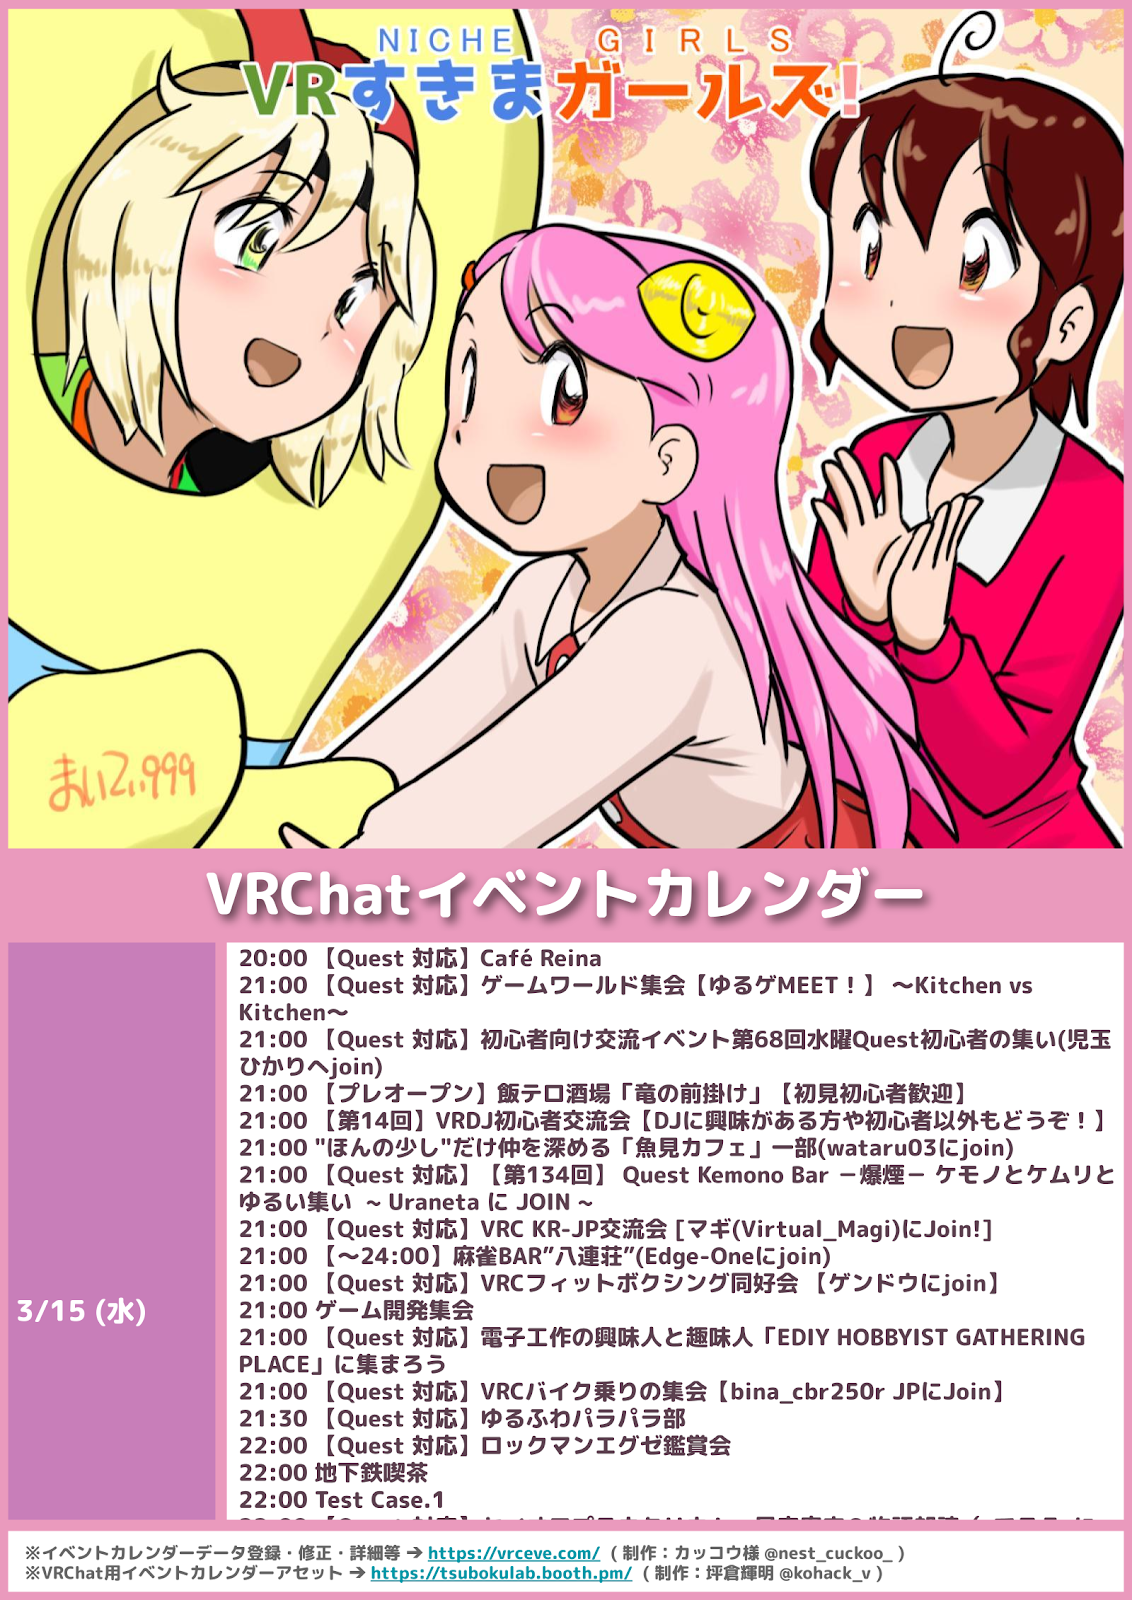 NICHE GIRLS
VRすきまガールズ!
まいてい999
VRChatイベントカレンダー
3/15 (水)
20:00 【Quest 対応】Café Reina
21:00 【Quest 対応】ゲームワールド集会【ゆるゲMEET！】 ～Kitchen vs
Kitchen～
21:00 【Quest 対応】初心者向け交流イベント第68回水曜Quest初心者の集い(児玉
ひかりへjoin)
21:00 【プレオープン】飯テロ酒場「竜の前掛け」【初見初心者歓迎】
21:00 【第14回】VRDJ初心者交流会【DJに興味がある方や初心者以外もどうぞ！】
21:00 "ほんの少し"だけ仲を深める「魚見カフェ」一部(wataru03にjoin)
21:00 【Quest 対応】【第134回】 Quest Kemono Bar －爆煙－ ケモノとケムリと
ゆるい集い ~ Uraneta に JOIN ~
21:00 【Quest 対応】VRC KR-JP交流会 [マギ(Virtual_Magi)にJoin!]
21:00 【～24:00】麻雀BAR”八連荘”(Edge-Oneにjoin)
21:00 【Quest 対応】VRCフィットボクシング同好会 【ゲンドウにjoin】
21:00 ゲーム開発集会
21:00 【Quest 対応】電子工作の興味人と趣味人「EDIY HOBBYIST GATHERING
PLACE」に集まろう
21:00 【Quest 対応】VRCバイク乗りの集会【bina_cbr250r JPにJoin】
21:30 【Quest 対応】ゆるふわパラパラ部
22:00 【Quest 対応】ロックマンエグゼ鑑賞会
22:00 地下鉄喫茶
22:00 Test Case.1
※イベントカレンダーデータ登録・修正・詳細等 ➔ https://vrceve.com/ （ 制作：カッコウ様 @nest_cuckoo_ ）
※VRChat用イベントカレンダーアセット ➔ https://tsubokulab.booth.pm/ （ 制作：坪倉輝明 @kohack_v ）